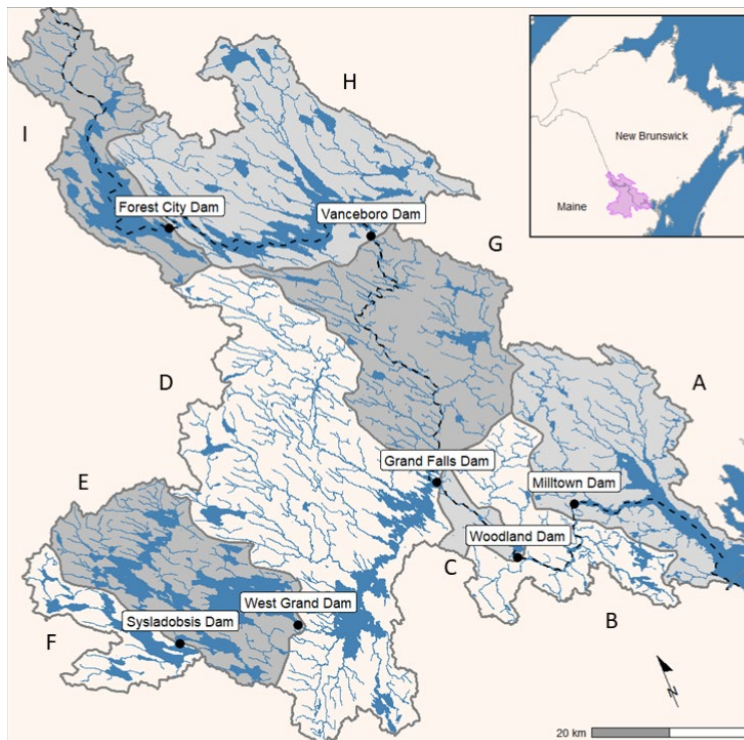 H
New Brunswick
I
Maine
Forest City Dam
Vanceboro Dam
G
D
A
Grand Falls Dam
E
Milltown Dam
Woodland Dam
C
West Grand Dam
B
F
Sysladobsis Dam
N
20 km